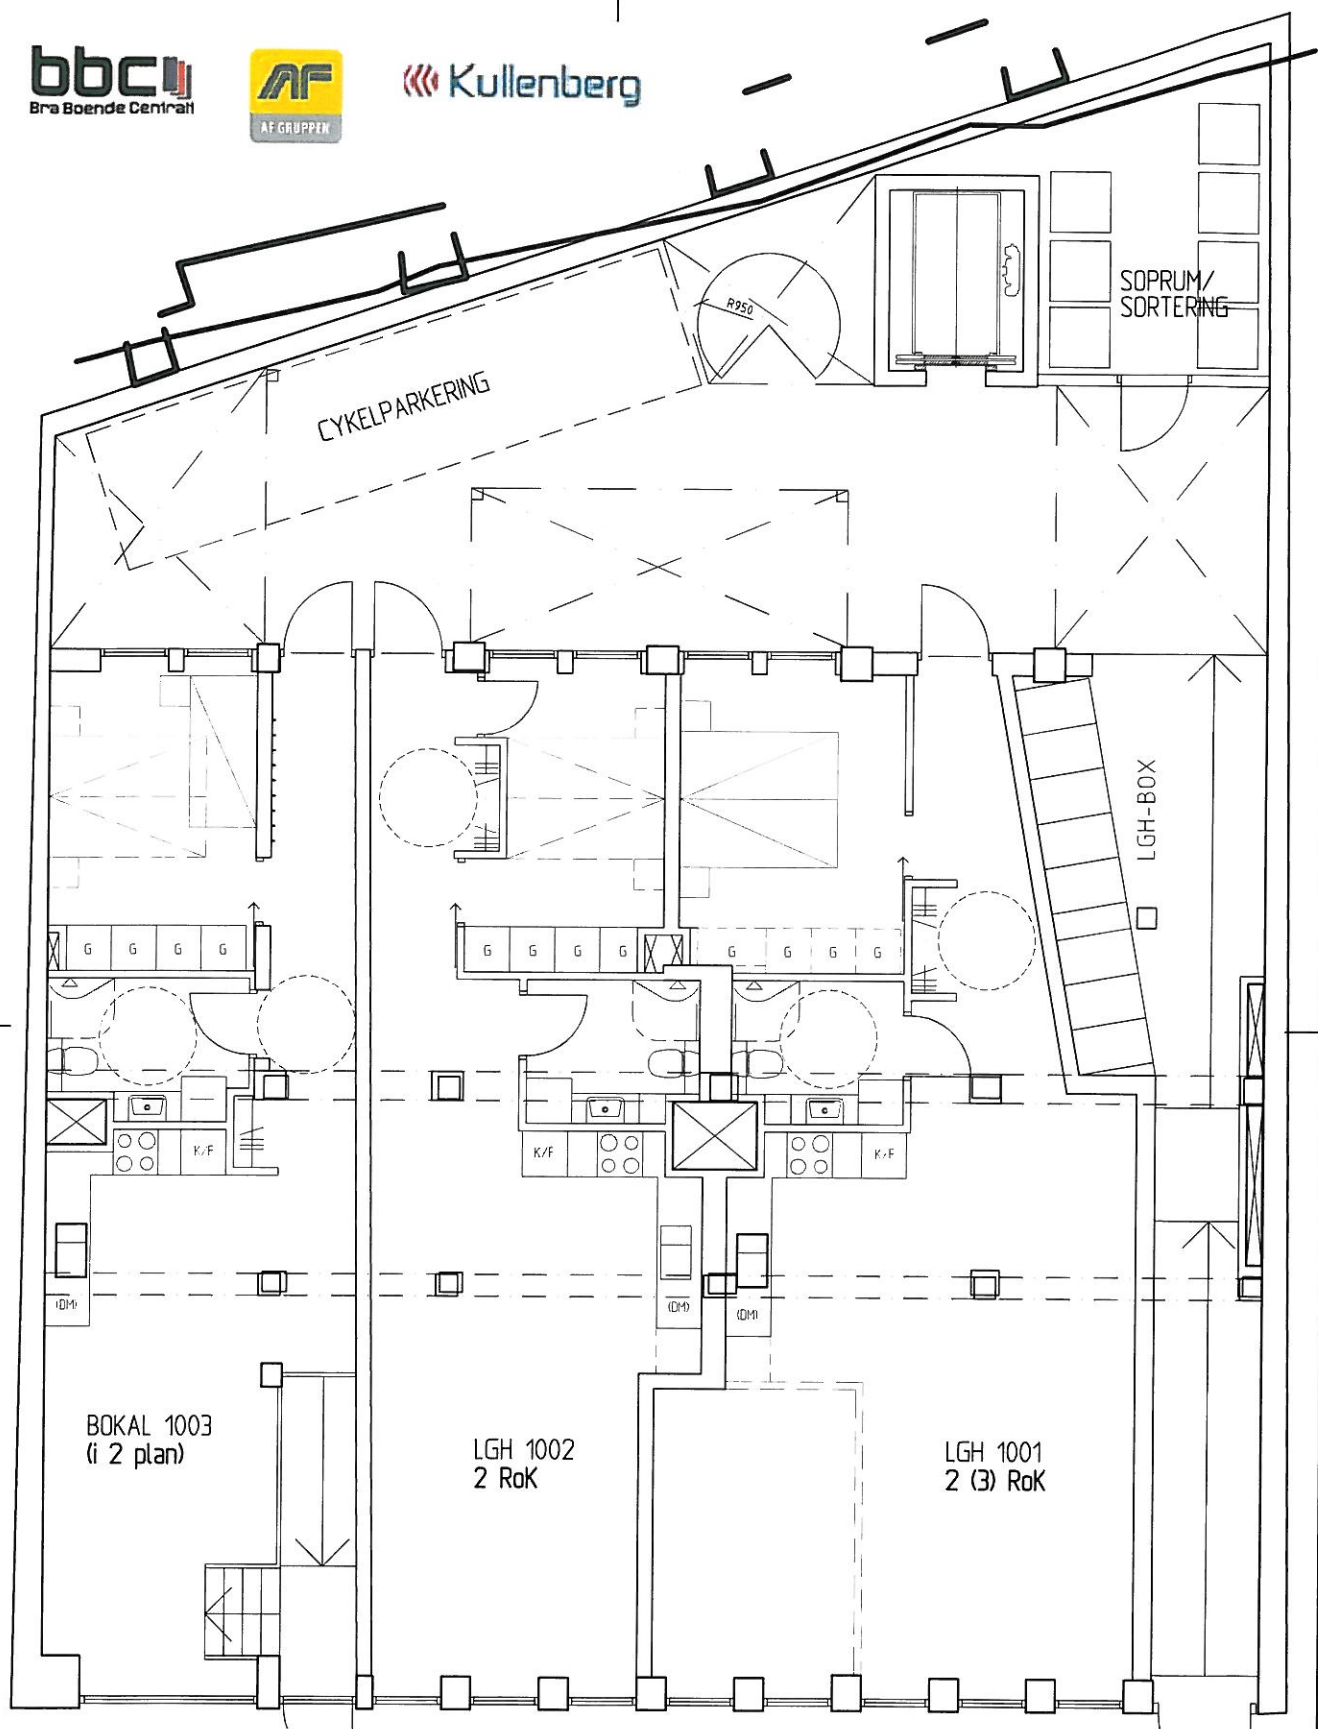 bbc
Bra Boende Centralt
AF
AF GRUPPEN
Kullenberg
R950
SOPRUM/
SORTERING
CYKELPARKERING
LGH-BOX
G G G G
G G G G
G G G G
K/F
K/F
K/F
(DM)
(DM)
(DM)
BOKAL 1003
(i 2 plan)
LGH 1002
2 RoK
LGH 1001
2 (3) RoK